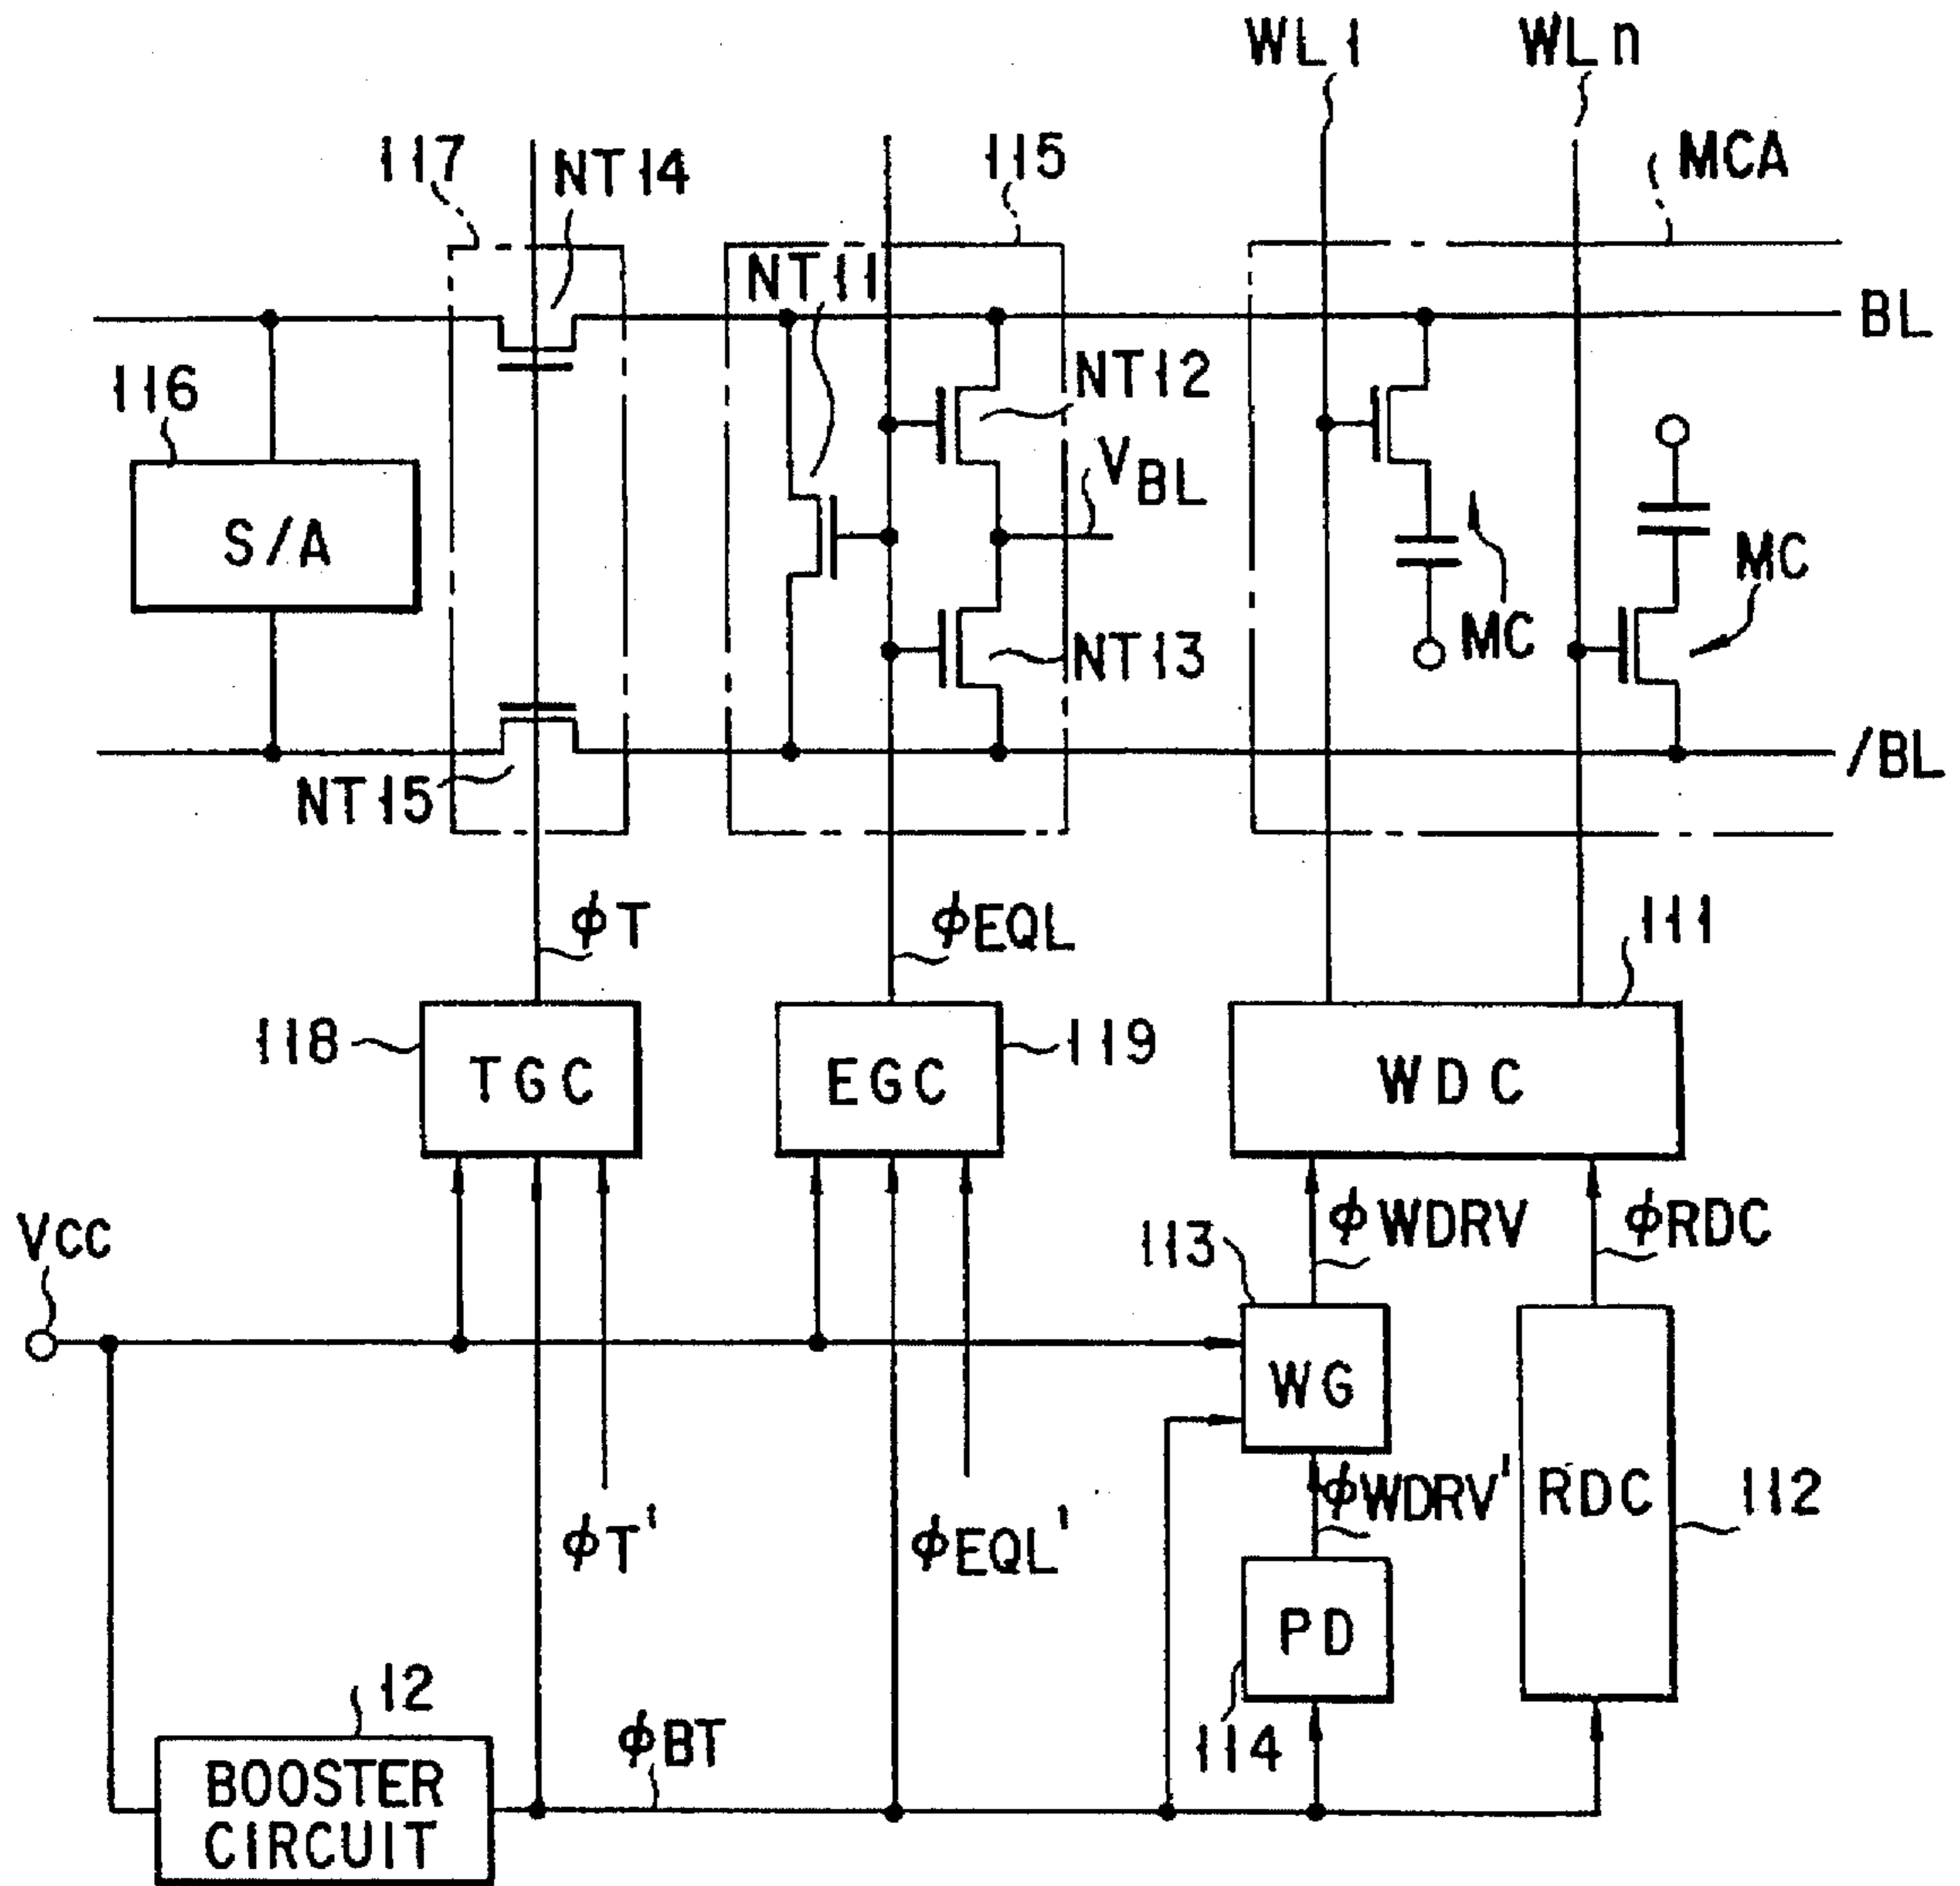 WL1
WLn
117
NT14
115
MCA
NT11
BL
116
NT12
VBL
S/A
MC
MC
NT13
NT15
/BL
ϕT
ϕEQL
111
118
TGC
EGC
119
WDC
VCC
113
ϕWDRV
ϕRDC
WG
ϕT'
ϕEQL'
ϕWDRV'
RDC
112
PD
12
ϕBT
114
BOOSTER
CIRCUIT